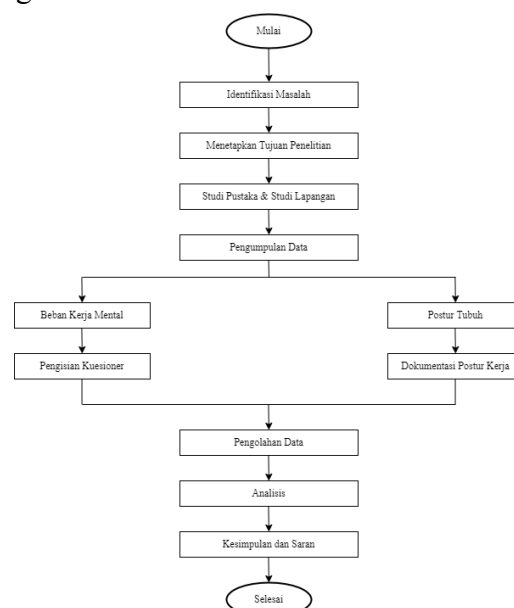 Mulai
Identifikasi Masalah
Menetapkan Tujuan Penelitian
Studi Pustaka & Studi Lapangan
Pengumpulan Data
Beban Kerja Mental
Postur Tubuh
Pengisian Kuesioner
Dokumentasi Postur Kerja
Pengolahan Data
Analisis
Kesimpulan dan Saran
Selesai